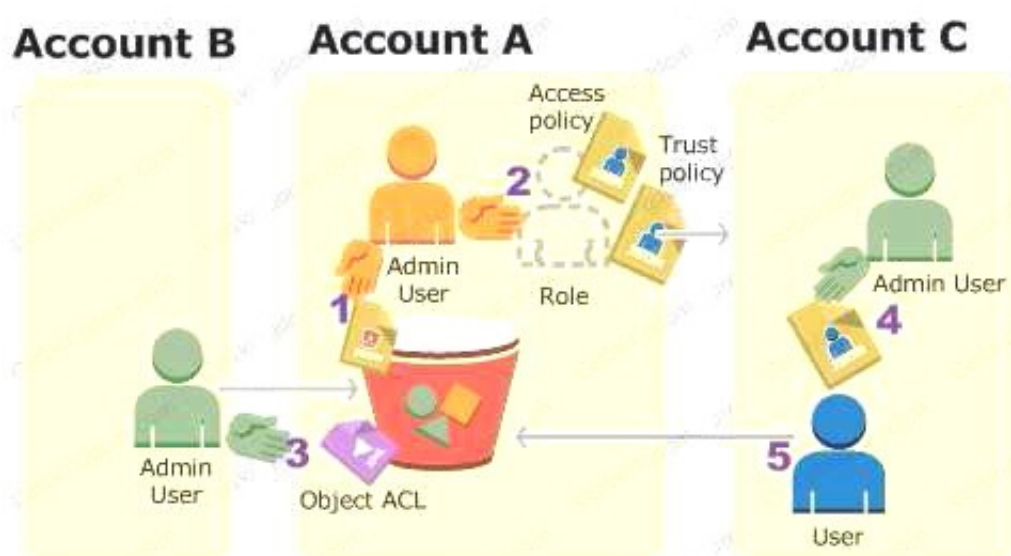 Account B
Account A
Account C
Access
policy
Trust
policy
2
Admin
User
Role
1
Admin User
4
3
Admin
User
Object ACL
5
User